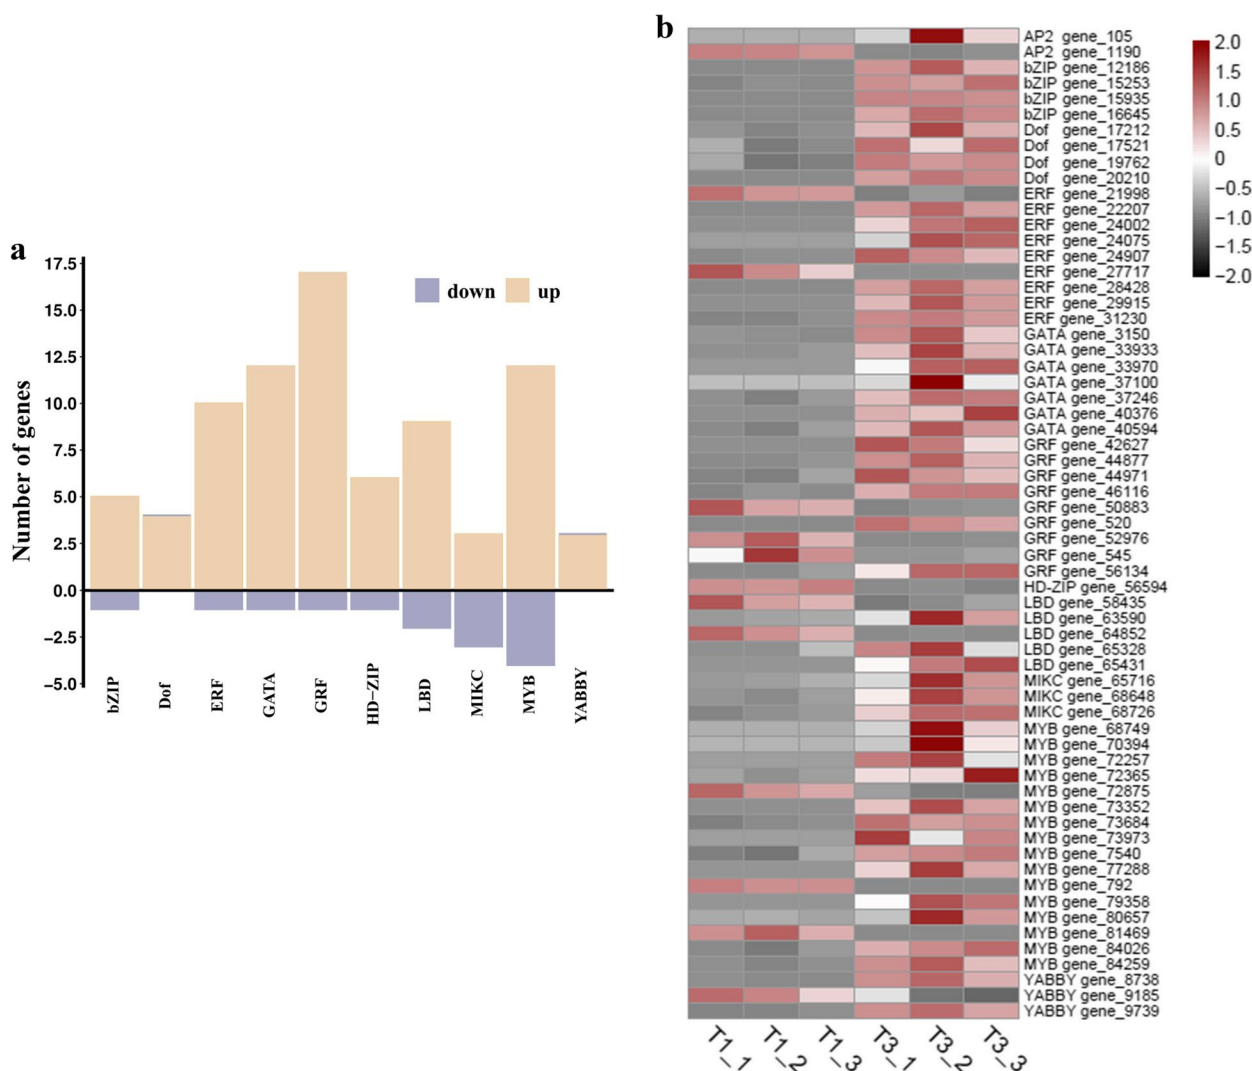 a
17.5
15.0
12.5
10.0
7.5
5.0
2.5
0.0
−2.5
−5.0
Number of genes
down up
bZIP
Dof
ERF
GATA
GRF
HD−ZIP
LBD
MIKC
MYB
YABBY
b
AP2 gene_105
AP2 gene_1190
bZIP gene_12186
bZIP gene_15253
bZIP gene_15935
bZIP gene_16645
Dof gene_17212
Dof gene_17521
Dof gene_19762
Dof gene_20210
ERF gene_21998
ERF gene_22207
ERF gene_24002
ERF gene_24075
ERF gene_24907
ERF gene_27717
ERF gene_28428
ERF gene_29915
ERF gene_31230
GATA gene_3150
GATA gene_33933
GATA gene_33970
GATA gene_37100
GATA gene_37246
GATA gene_40376
GATA gene_40594
GRF gene_42627
GRF gene_44877
GRF gene_44971
GRF gene_46116
GRF gene_50883
GRF gene_520
GRF gene_52976
GRF gene_545
GRF gene_56134
HD-ZIP gene_56594
LBD gene_58435
LBD gene_63590
LBD gene_64852
LBD gene_65328
LBD gene_65431
MIKC gene_65716
MIKC gene_68648
MIKC gene_68726
MYB gene_68749
MYB gene_70394
MYB gene_72257
MYB gene_72365
MYB gene_72875
MYB gene_73352
MYB gene_73684
MYB gene_73973
MYB gene_7540
MYB gene_77288
MYB gene_792
MYB gene_79358
MYB gene_80657
MYB gene_81469
MYB gene_84026
MYB gene_84259
YABBY gene_8738
YABBY gene_9185
YABBY gene_9739
T1_1
T1_2
T1_3
T3_1
T3_2
T3_3
2.0
1.5
1.0
0.5
0
−0.5
−1.0
−1.5
−2.0